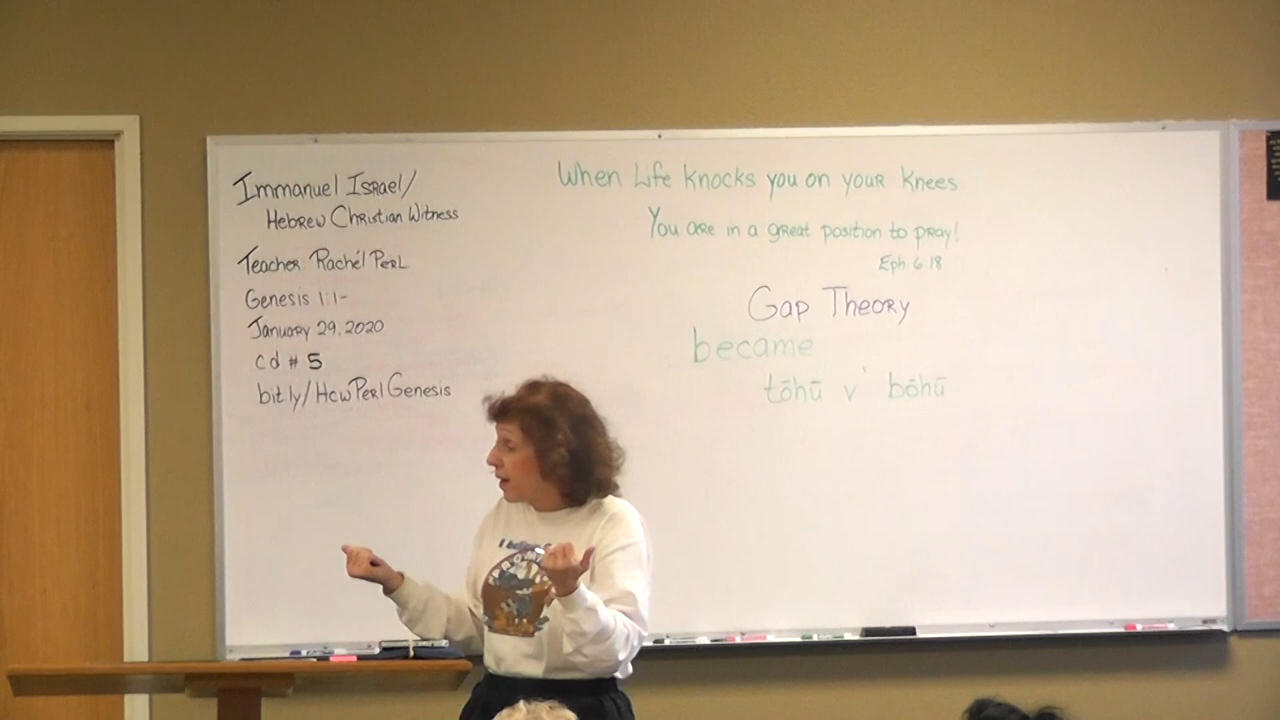 Immanuel Israel/
Hebrew Christian Witness
Teacher Rachél Perl
Genesis 1:1-
January 29, 2020
cd # 5
bit.ly/HcwPerlGenesis
When Life Knocks you on your Knees
You are in a great position to pray!
Eph 6:18
Gap Theory
became
tōhū v' bōhū